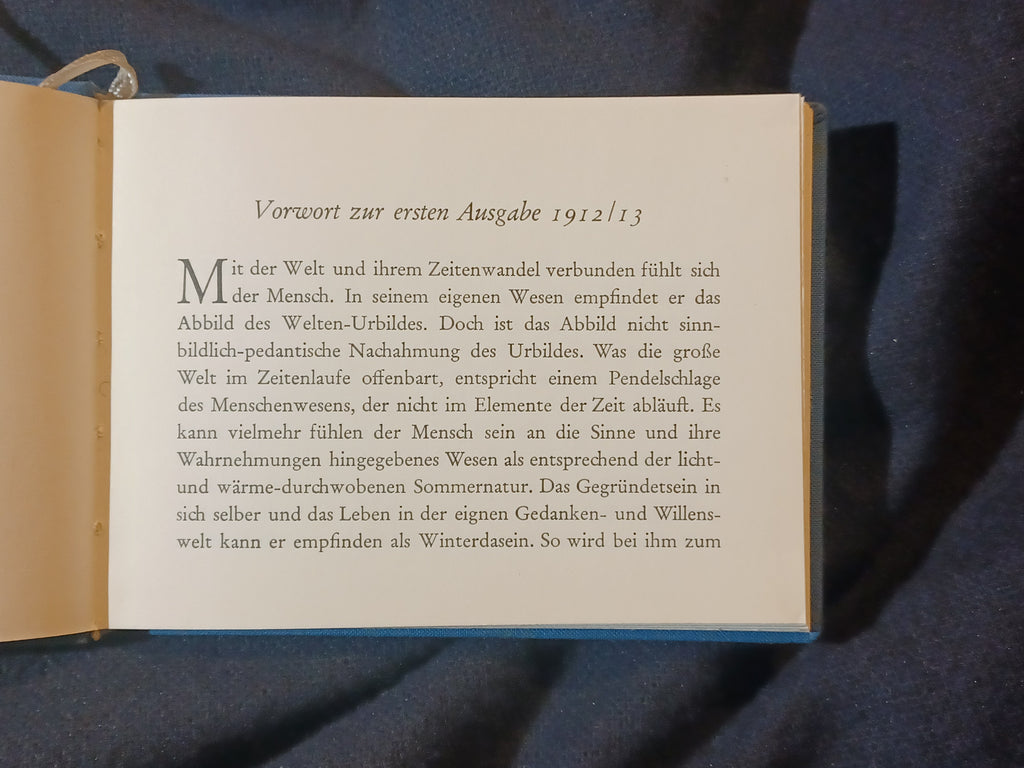 Vorwort zur ersten Ausgabe 1912/13
Mit der Welt und ihrem Zeitenwandel verbunden fühlt sich
der Mensch. In seinem eigenen Wesen empfindet er das
Abbild des Welten-Urbildes. Doch ist das Abbild nicht sinn-
bildlich-pedantische Nachahmung des Urbildes. Was die große
Welt im Zeitenlaufe offenbart, entspricht einem Pendelschlage
des Menschenwesens, der nicht im Elemente der Zeit abläuft. Es
kann vielmehr fühlen der Mensch sein an die Sinne und ihre
Wahrnehmungen hingegebenes Wesen als entsprechend der licht-
und wärme-durchwobenen Sommernatur. Das Gegründetsein in
sich selber und das Leben in der eignen Gedanken- und Willens-
welt kann er empfinden als Winterdasein. So wird bei ihm zum